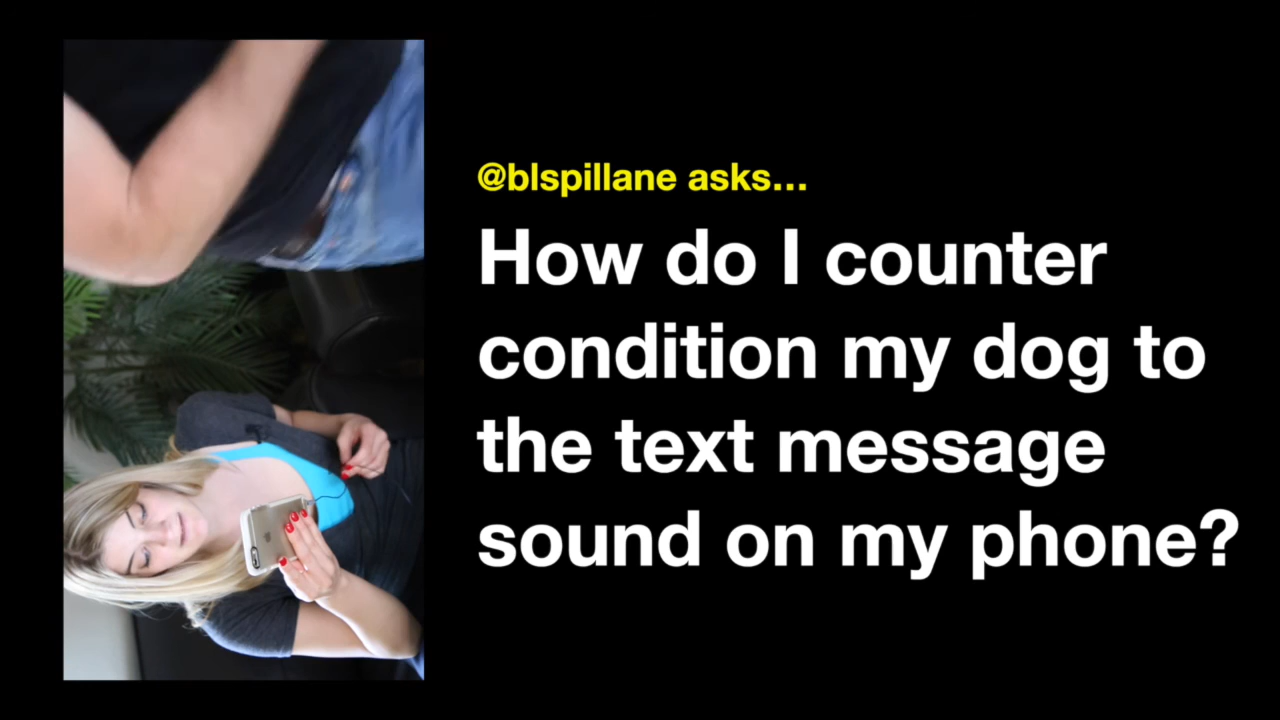 @blspillane asks...
How do I counter
condition my dog to
the text message
sound on my phone?